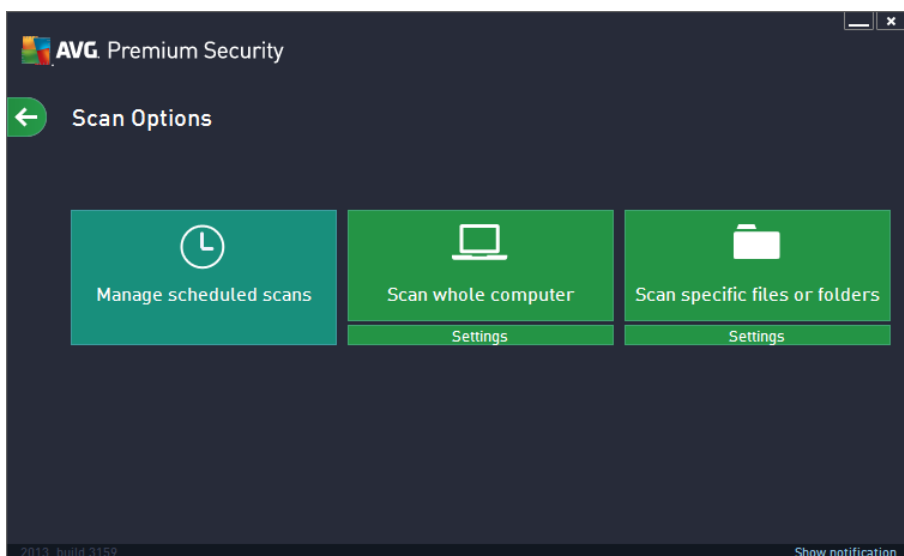 AVG. Premium Security
Scan Options
Manage scheduled scans
Scan whole computer
Scan specific files or folders
Settings
Settings
2013 build 3159
Show notification